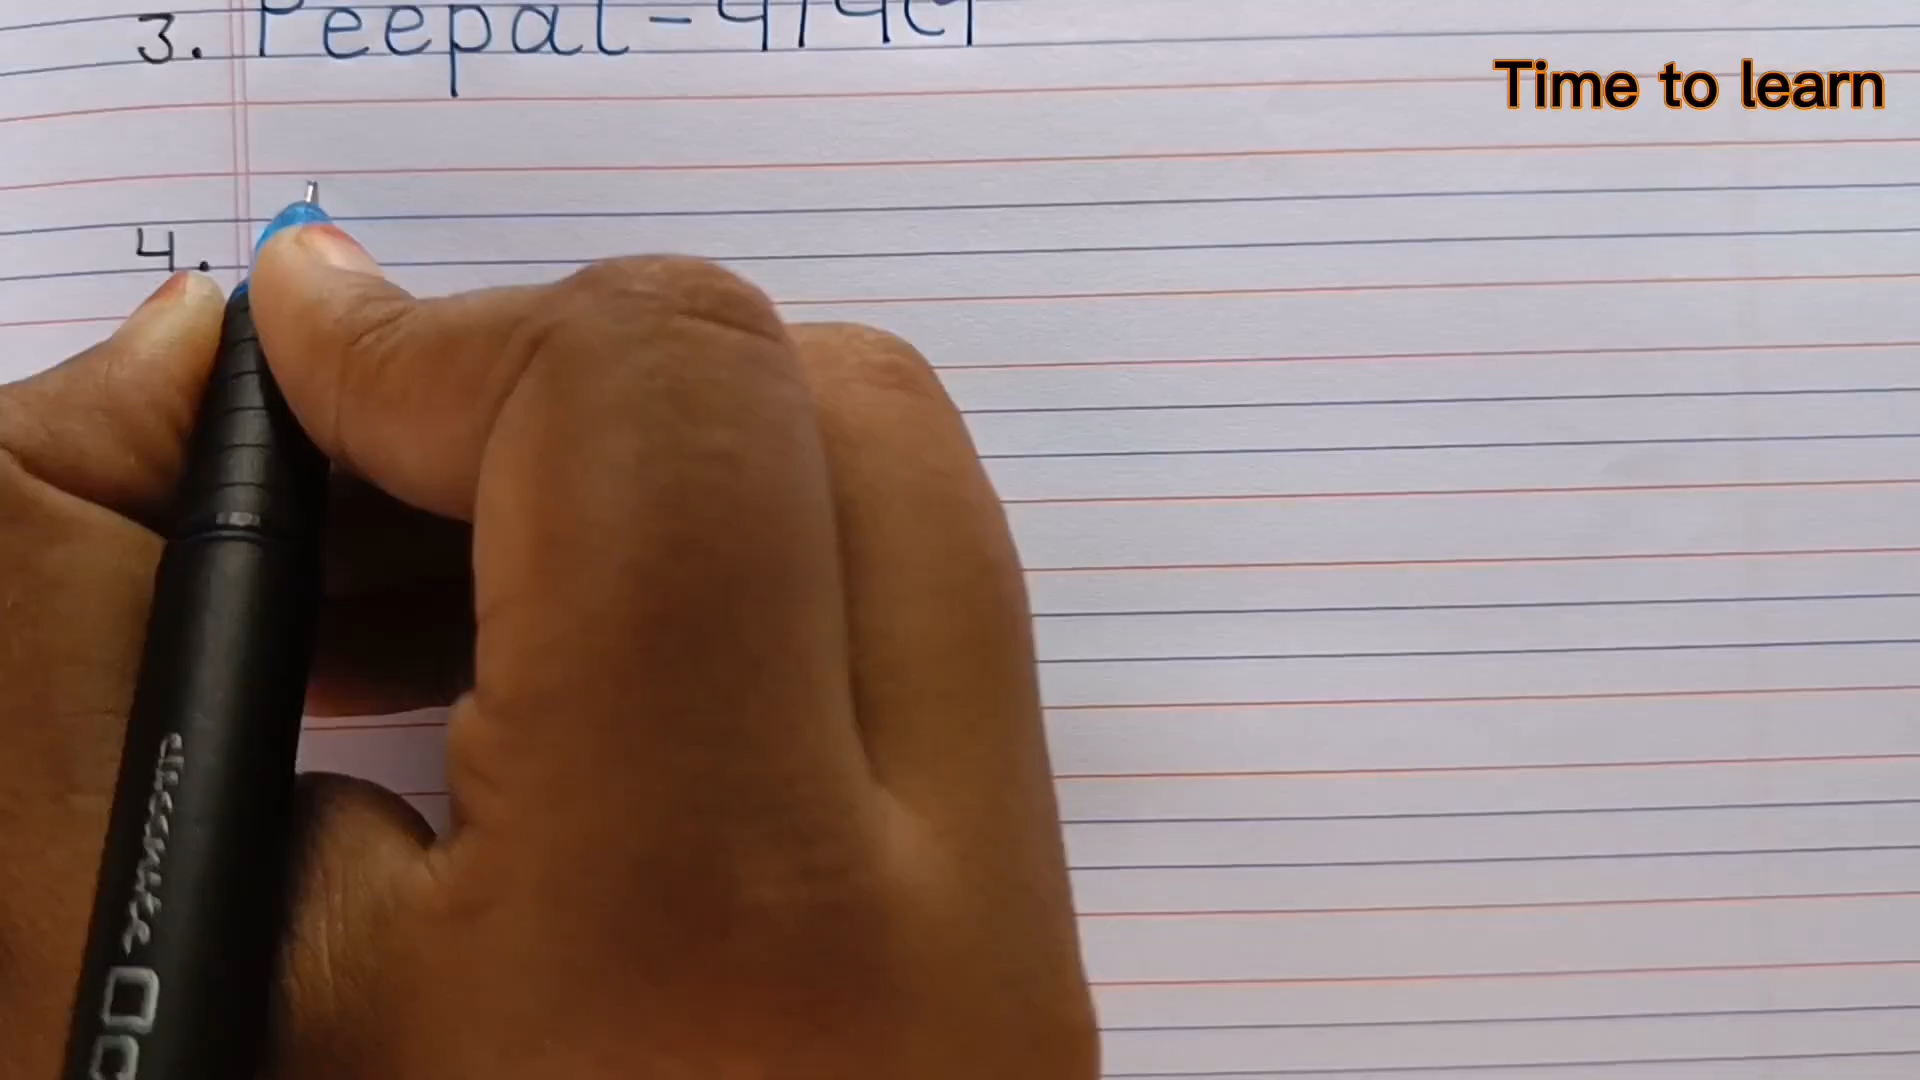 3. Peepal - पीपल
Time to learn
4.